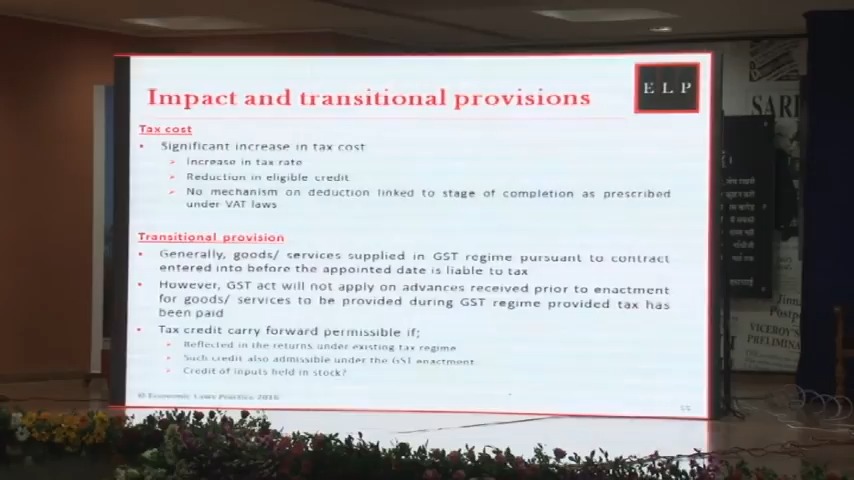 Impact and transitional provisions
E L P
Tax cost
• Significant increase in tax cost
➢ Increase in tax rate
➢ Reduction in eligible credit
➢ No mechanism on deduction linked to stage of completion as prescribed
under VAT laws
Transitional provision
• Generally, goods/ services supplied in GST regime pursuant to contract
entered into before the appointed date is liable to tax
• However, GST act will not apply on advances received prior to enactment
for goods/ services to be provided during GST regime provided tax has
been paid
• Tax credit carry forward permissible if;
➢ Reflected in the returns under existing tax regime
➢ Such credit also admissible under the GST enactment
➢ Credit of inputs held in stock?
© Economic Laws Practice 2016
55
SARD
Jinn
Postp
VICEROY'S
PRELIMINA